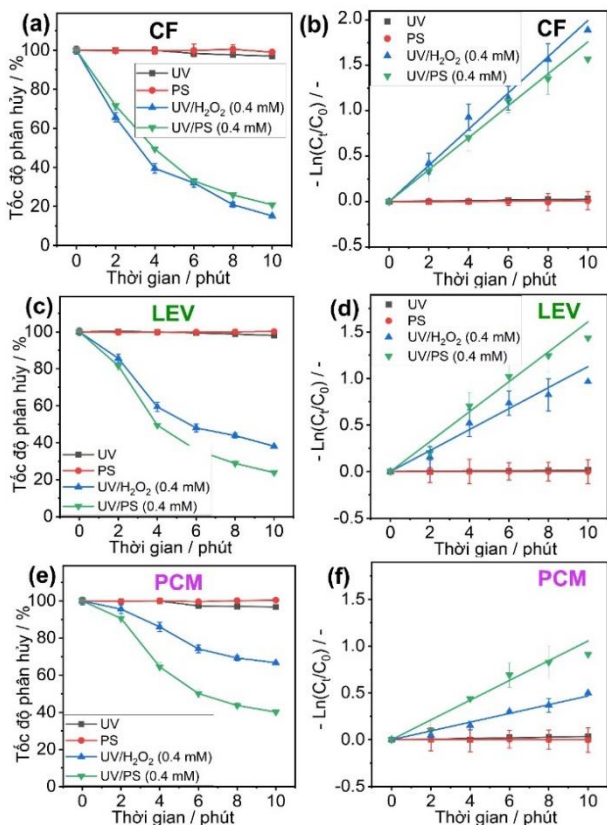 (a) CF
Tốc độ phân hủy / %
100
80
60
40
20
0
UV
PS
UV/H₂O₂ (0.4 mM)
UV/PS (0.4 mM)
0 2 4 6 8 10
Thời gian / phút
(b) CF
- Ln(Cₜ/C₀) / -
2.0
1.5
1.0
0.5
0.0
-0.5
UV
PS
UV/H₂O₂ (0.4 mM)
UV/PS (0.4 mM)
0 2 4 6 8 10
Thời gian / phút
(c) LEV
Tốc độ phân hủy / %
100
80
60
40
20
0
UV
PS
UV/H₂O₂ (0.4 mM)
UV/PS (0.4 mM)
0 2 4 6 8 10
Thời gian / phút
(d) LEV
- Ln(Cₜ/C₀) / -
2.0
1.5
1.0
0.5
0.0
-0.5
UV
PS
UV/H₂O₂ (0.4 mM)
UV/PS (0.4 mM)
0 2 4 6 8 10
Thời gian / phút
(e) PCM
Tốc độ phân hủy / %
100
80
60
40
20
0
UV
PS
UV/H₂O₂ (0.4 mM)
UV/PS (0.4 mM)
0 2 4 6 8 10
Thời gian / phút
(f) PCM
- Ln(Cₜ/C₀) / -
1.5
1.0
0.5
0.0
-0.5
UV
PS
UV/H₂O₂ (0.4 mM)
UV/PS (0.4 mM)
0 2 4 6 8 10
Thời gian / phút